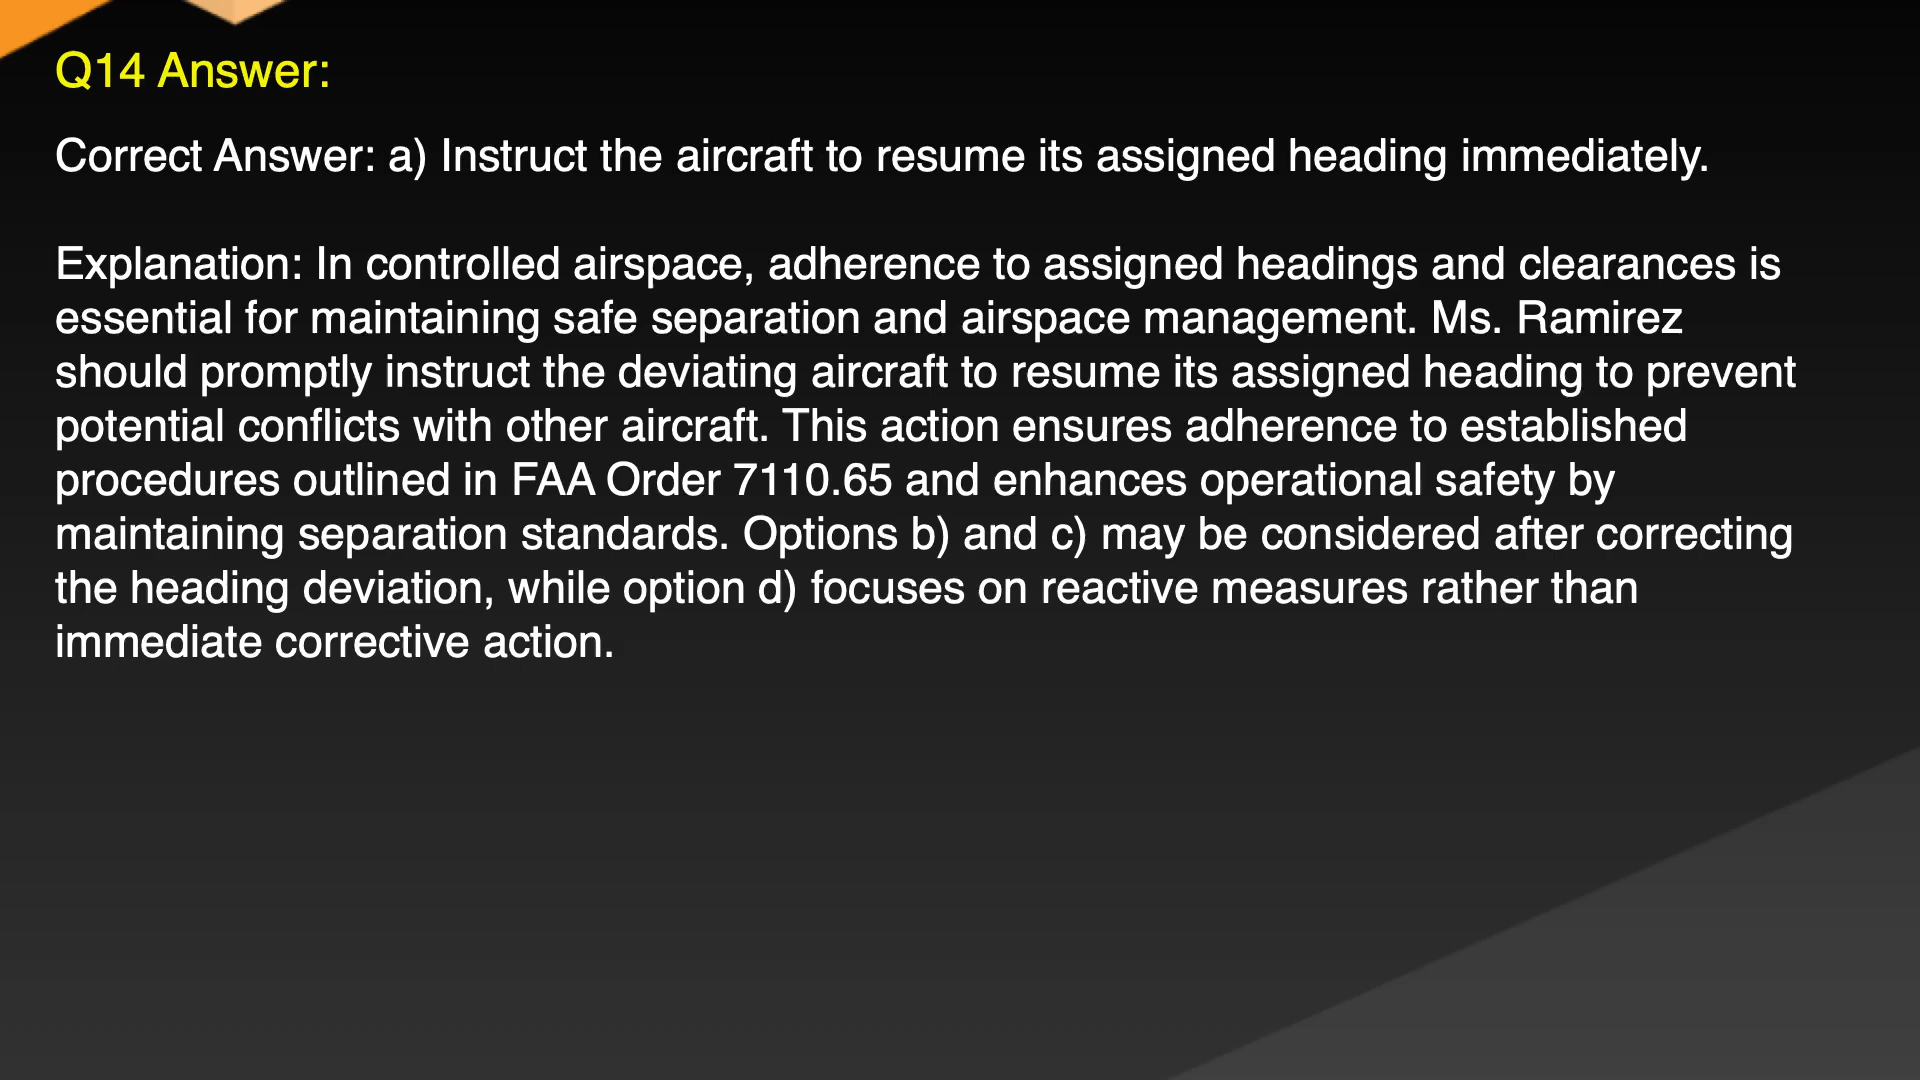 Q14 Answer:
Correct Answer: a) Instruct the aircraft to resume its assigned heading immediately.
Explanation: In controlled airspace, adherence to assigned headings and clearances is
essential for maintaining safe separation and airspace management. Ms. Ramirez
should promptly instruct the deviating aircraft to resume its assigned heading to prevent
potential conflicts with other aircraft. This action ensures adherence to established
procedures outlined in FAA Order 7110.65 and enhances operational safety by
maintaining separation standards. Options b) and c) may be considered after correcting
the heading deviation, while option d) focuses on reactive measures rather than
immediate corrective action.